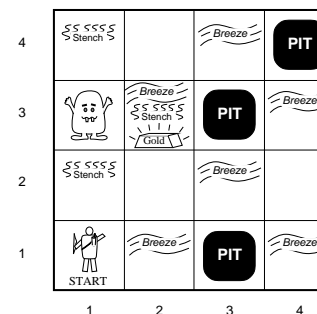 4
Stench
Breeze
PIT
3
Breeze
Stench
Gold
PIT
Breeze
2
Stench
Breeze
1
START
Breeze
PIT
Breeze
1 2 3 4